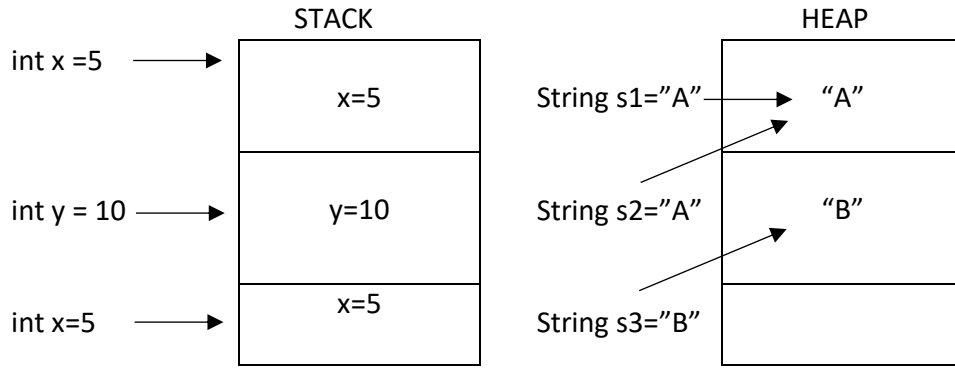 STACK
int x =5
x=5
int y = 10
y=10
int x=5
x=5
HEAP
String s1=”A”
“A”
String s2=”A”
“B”
String s3=”B”